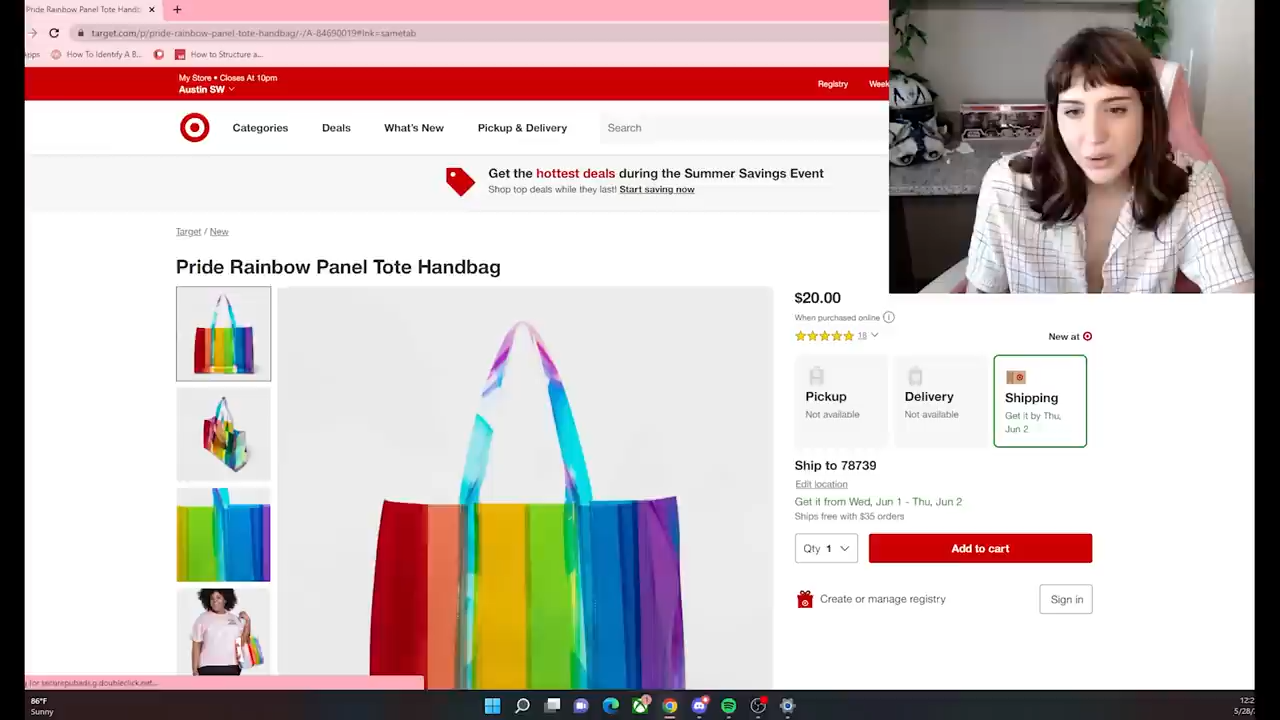 Pride Rainbow Panel Tote Handb
target.com/p/pride-rainbow-panel-tote-handbag/-/A-84690019#lnk=sametab
How To Identify A B...
How to Structure a...
My Store • Closes At 10pm
Austin SW
Registry
Categories
Deals
What's New
Pickup & Delivery
Search
Get the hottest deals during the Summer Savings Event
Shop top deals while they last! Start saving now
Target / New
Pride Rainbow Panel Tote Handbag
$20.00
When purchased online
18
New at
Pickup
Not available
Delivery
Not available
Shipping
Get it by Thu,
Jun 2
Ship to 78739
Edit location
Get it from Wed, Jun 1 - Thu, Jun 2
Ships free with $35 orders
Qty 1
Add to cart
Create or manage registry
Sign in
86°F
Sunny